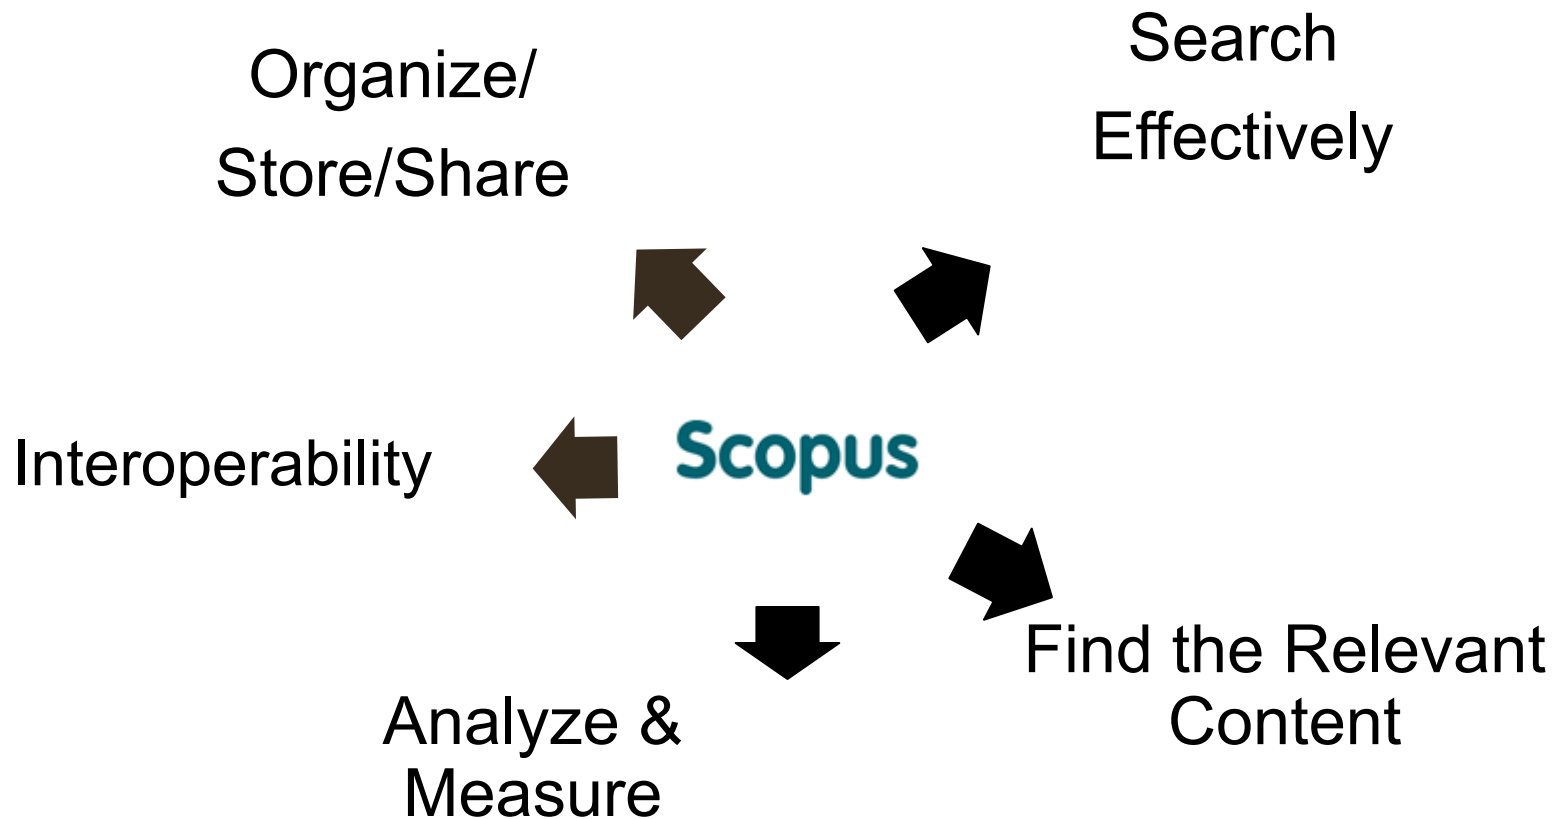 Organize/
Store/Share
Search
Effectively
Interoperability
Scopus
Find the Relevant
Content
Analyze &
Measure